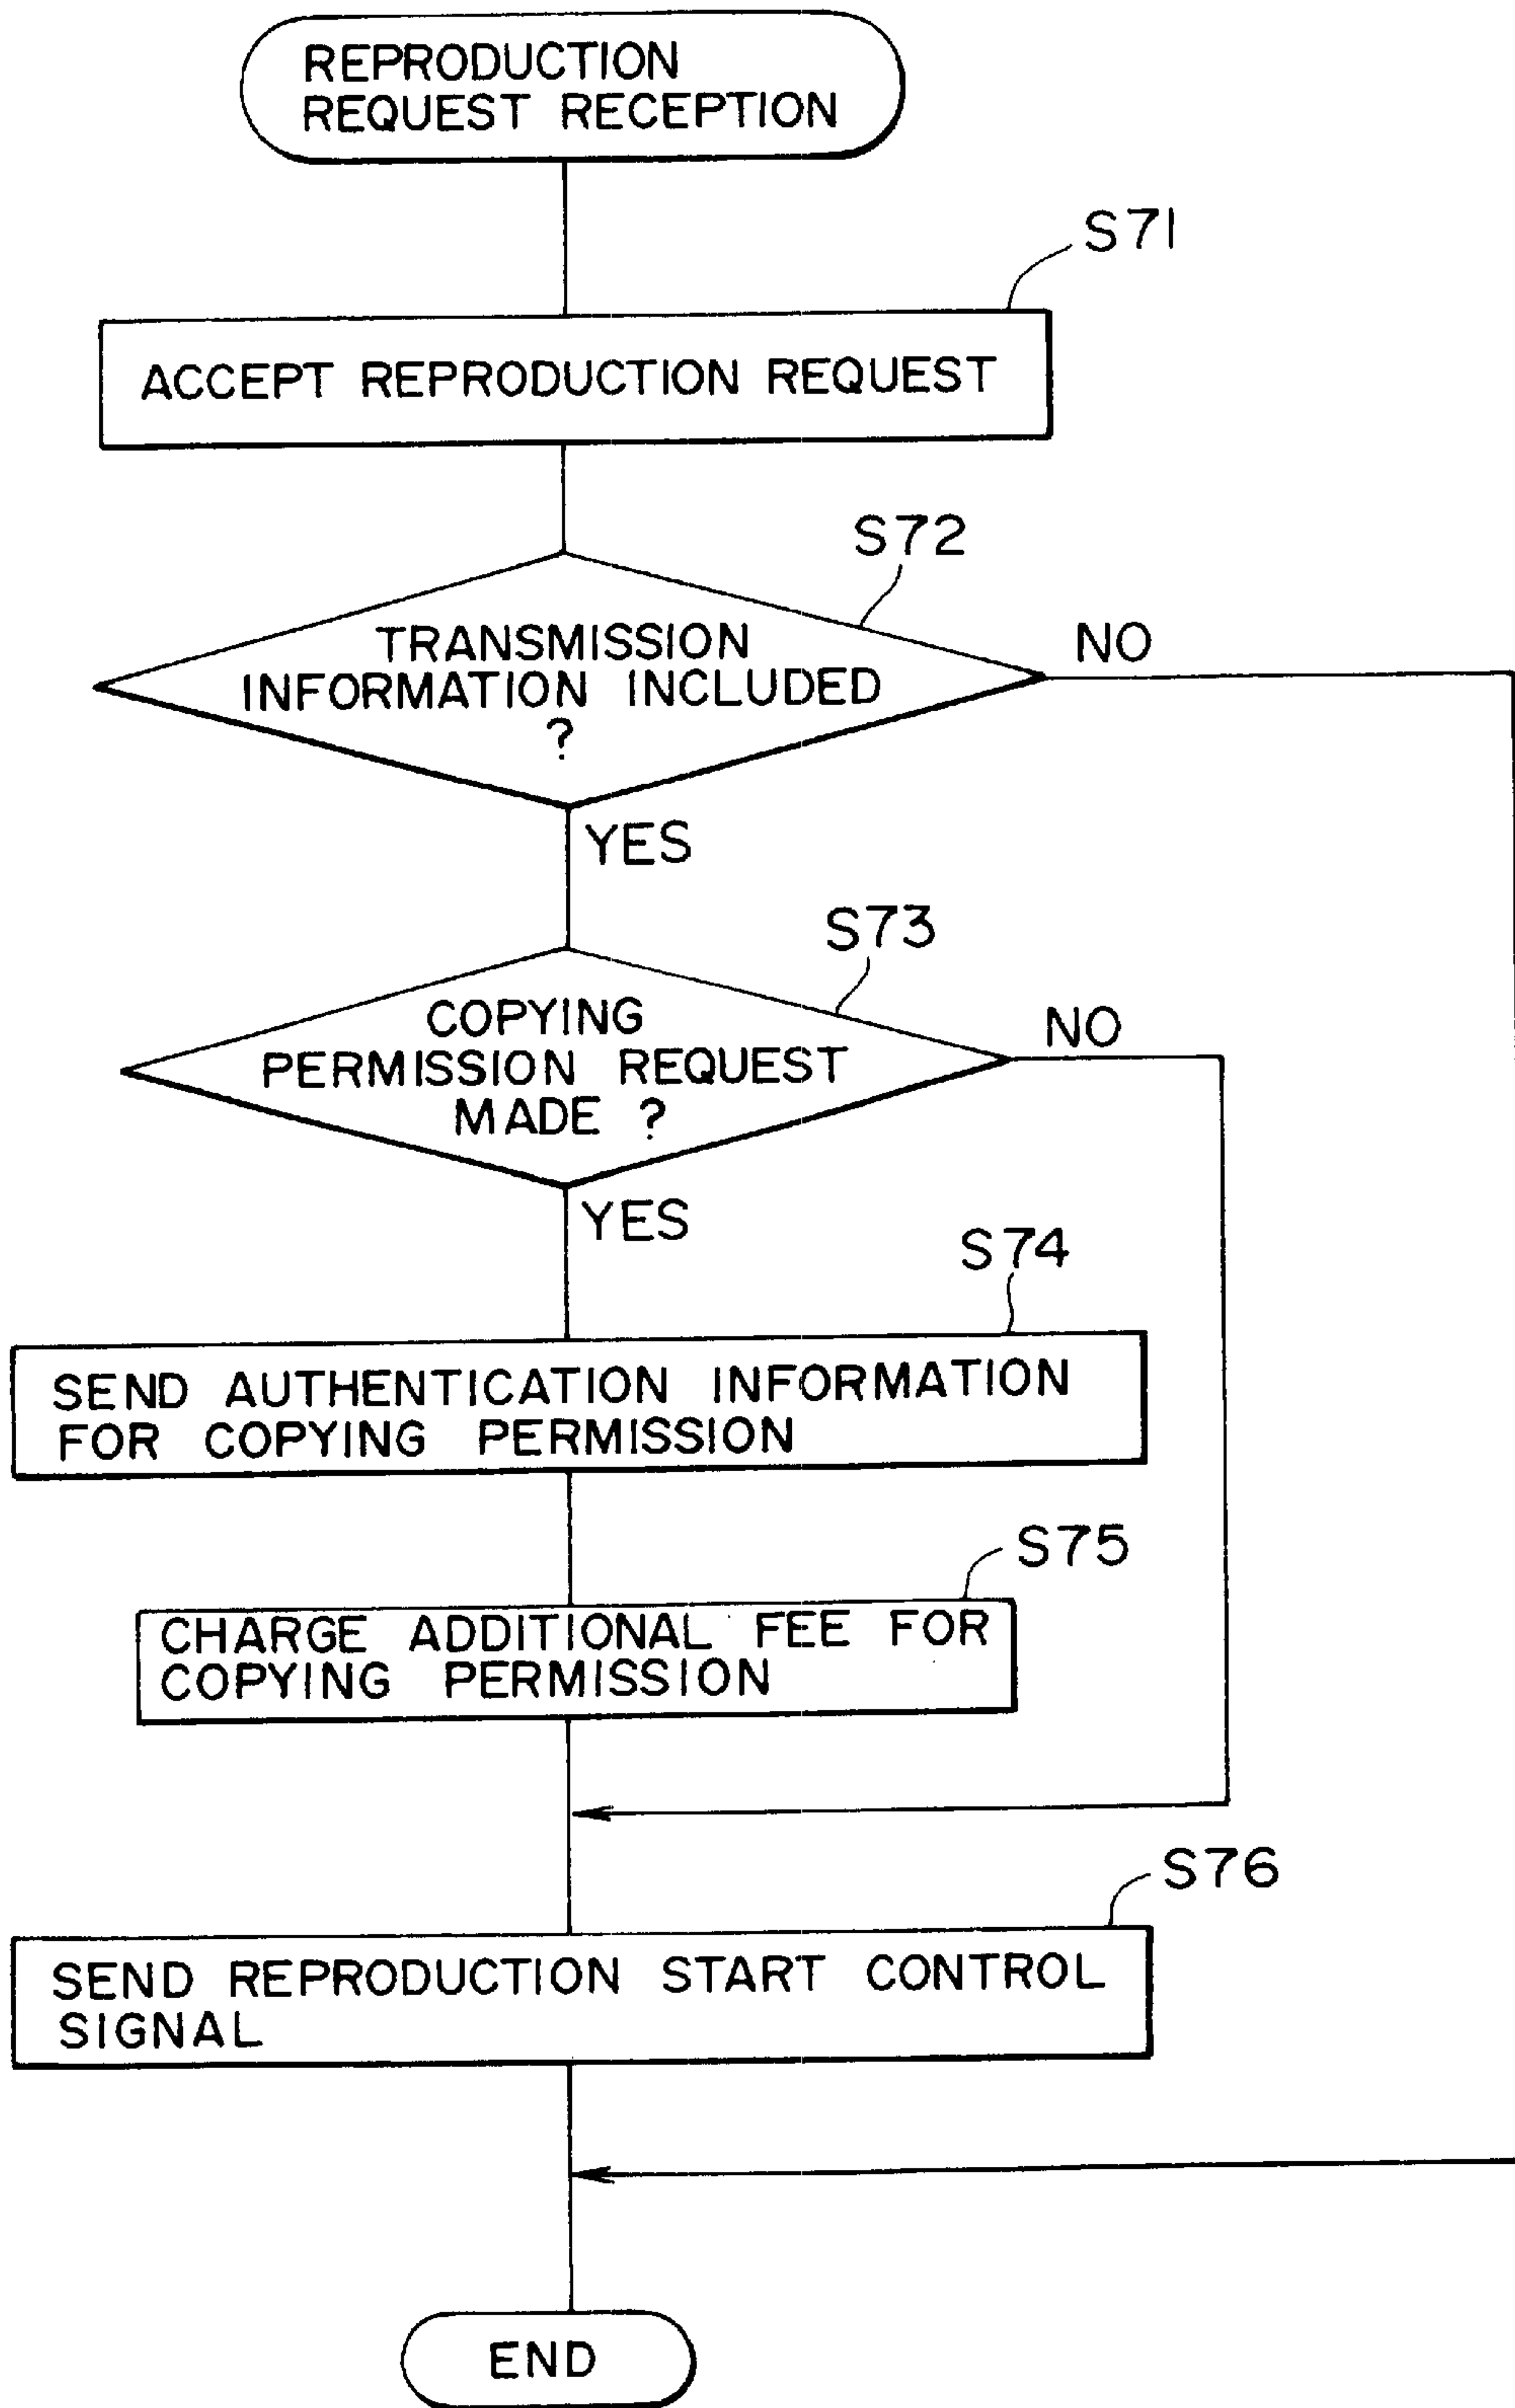 REPRODUCTION
REQUEST RECEPTION
S71
ACCEPT REPRODUCTION REQUEST
S72
TRANSMISSION
INFORMATION INCLUDED
?
NO
YES
S73
COPYING
PERMISSION REQUEST
MADE ?
NO
YES
S74
SEND AUTHENTICATION INFORMATION
FOR COPYING PERMISSION
S75
CHARGE ADDITIONAL FEE FOR
COPYING PERMISSION
S76
SEND REPRODUCTION START CONTROL
SIGNAL
END